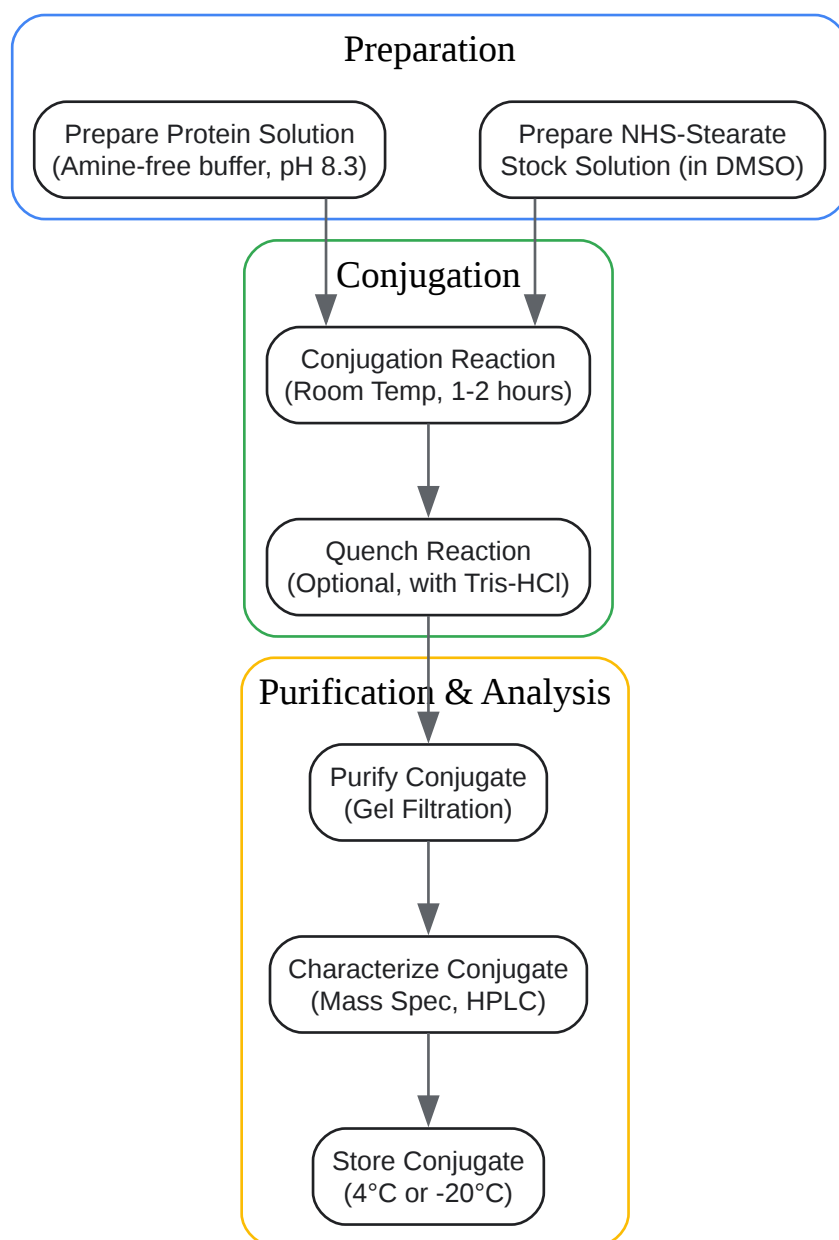 Preparation
Prepare Protein Solution
(Amine-free buffer, pH 8.3)
Prepare NHS-Stearate
Stock Solution (in DMSO)
Conjugation
Conjugation Reaction
(Room Temp, 1-2 hours)
Quench Reaction
(Optional, with Tris-HCl)
Purification & Analysis
Purify Conjugate
(Gel Filtration)
Characterize Conjugate
(Mass Spec, HPLC)
Store Conjugate
(4°C or -20°C)